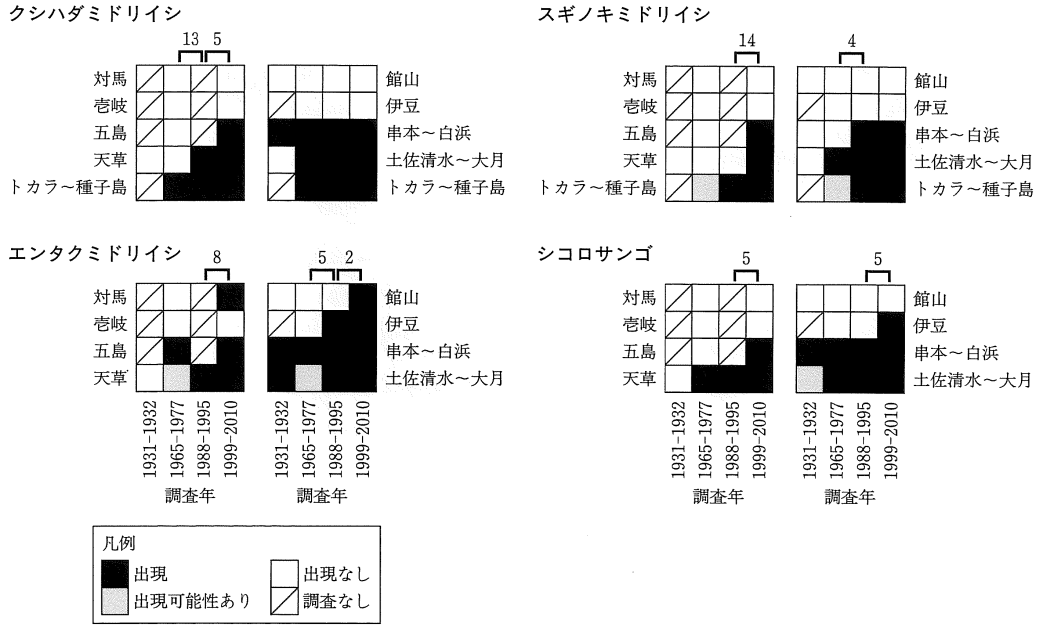 クシハダミドリイシ
13 5
対馬 館山
壱岐 伊豆
五島 串本～白浜
天草 土佐清水～大月
トカラ～種子島 トカラ～種子島
スギノキミドリイシ
14 4
対馬 館山
壱岐 伊豆
五島 串本～白浜
天草 土佐清水～大月
トカラ～種子島 トカラ～種子島
エンタクミドリイシ
8 5 2
対馬 館山
壱岐 伊豆
五島 串本～白浜
天草 土佐清水～大月
1931-1932 1965-1977 1988-1995 1999-2010 1931-1932 1965-1977 1988-1995 1999-2010
調査年 調査年
シコロサンゴ
5 5
対馬 館山
壱岐 伊豆
五島 串本～白浜
天草 土佐清水～大月
1931-1932 1965-1977 1988-1995 1999-2010 1931-1932 1965-1977 1988-1995 1999-2010
調査年 調査年
凡例
出現 出現なし
出現可能性あり 調査なし